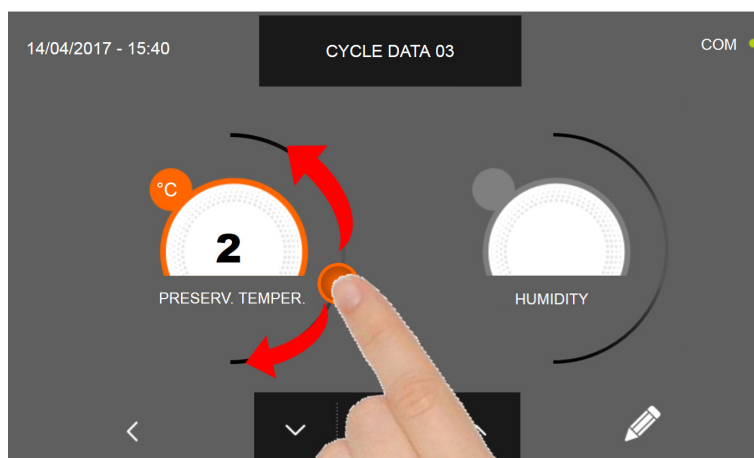 14/04/2017 - 15:40
CYCLE DATA 03
COM
°C
2
PRESERV. TEMPER.
HUMIDITY